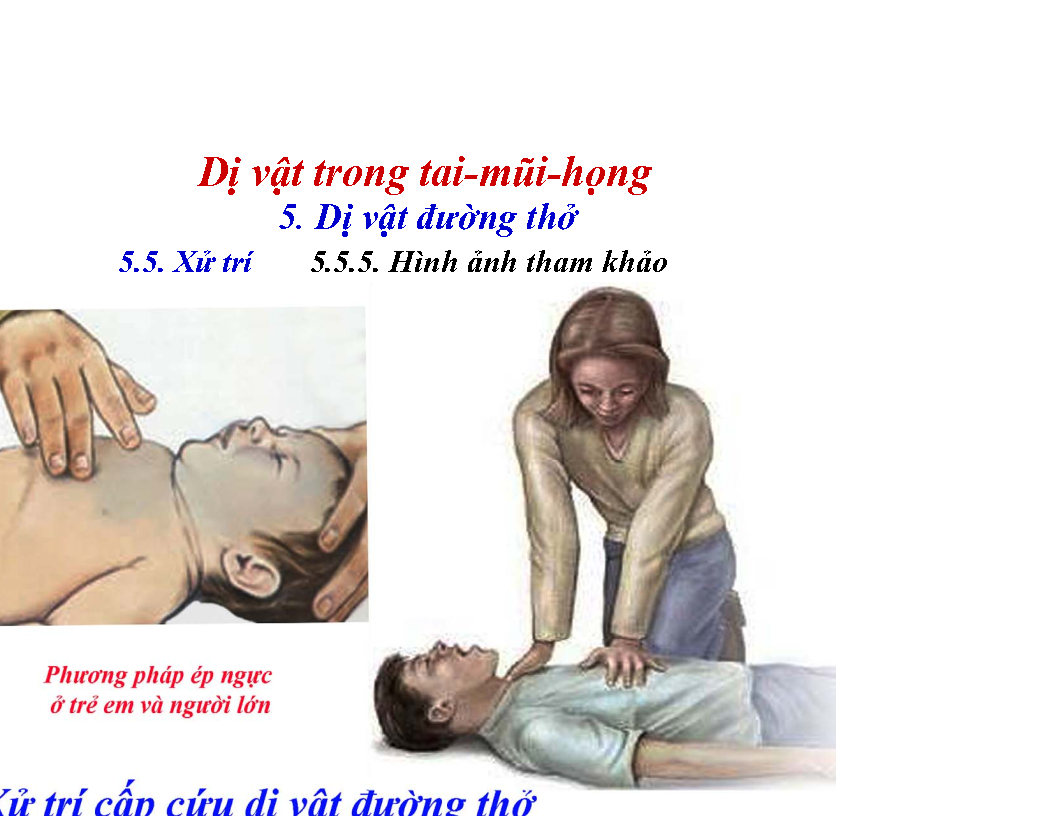 Dị vật trong tai-mũi-họng
5. Dị vật đường thở
5.5. Xử trí 5.5.5. Hình ảnh tham khảo
Phương pháp ép ngực
ở trẻ em và người lớn
Xử trí cấp cứu dị vật đường thở